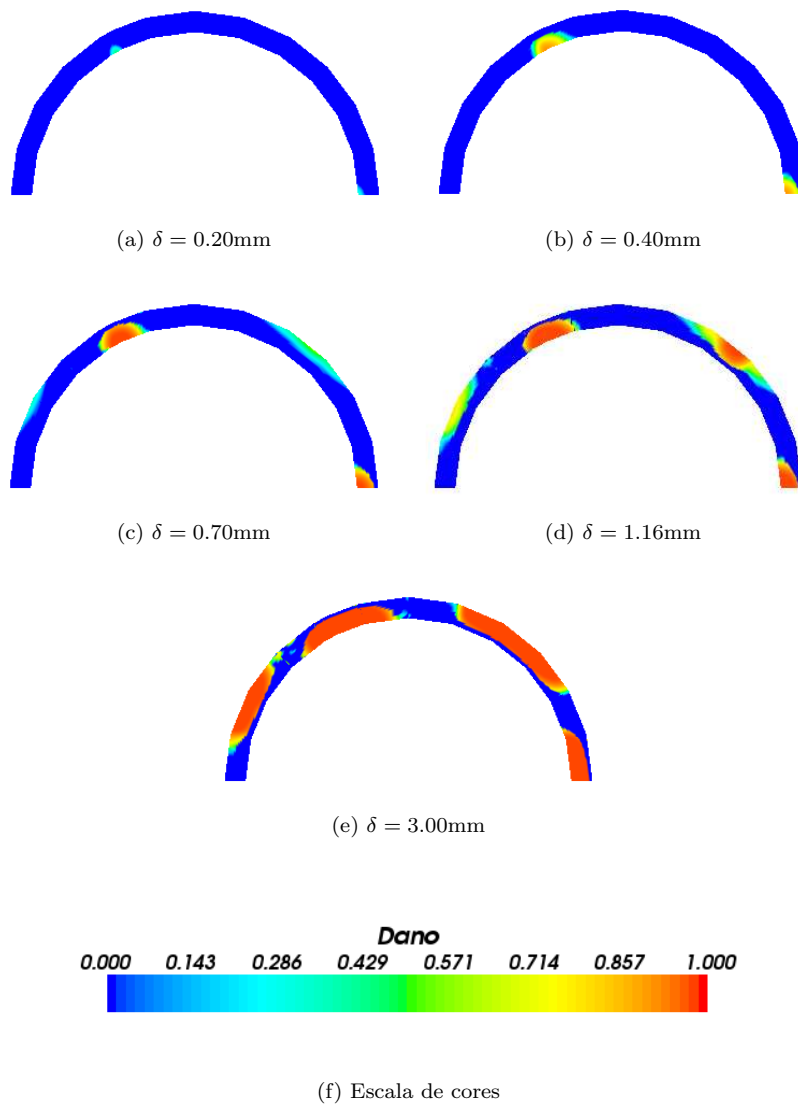 (a) δ = 0.20mm
(b) δ = 0.40mm
(c) δ = 0.70mm
(d) δ = 1.16mm
(e) δ = 3.00mm
Dano
0.000 0.143 0.286 0.429 0.571 0.714 0.857 1.000
(f) Escala de cores